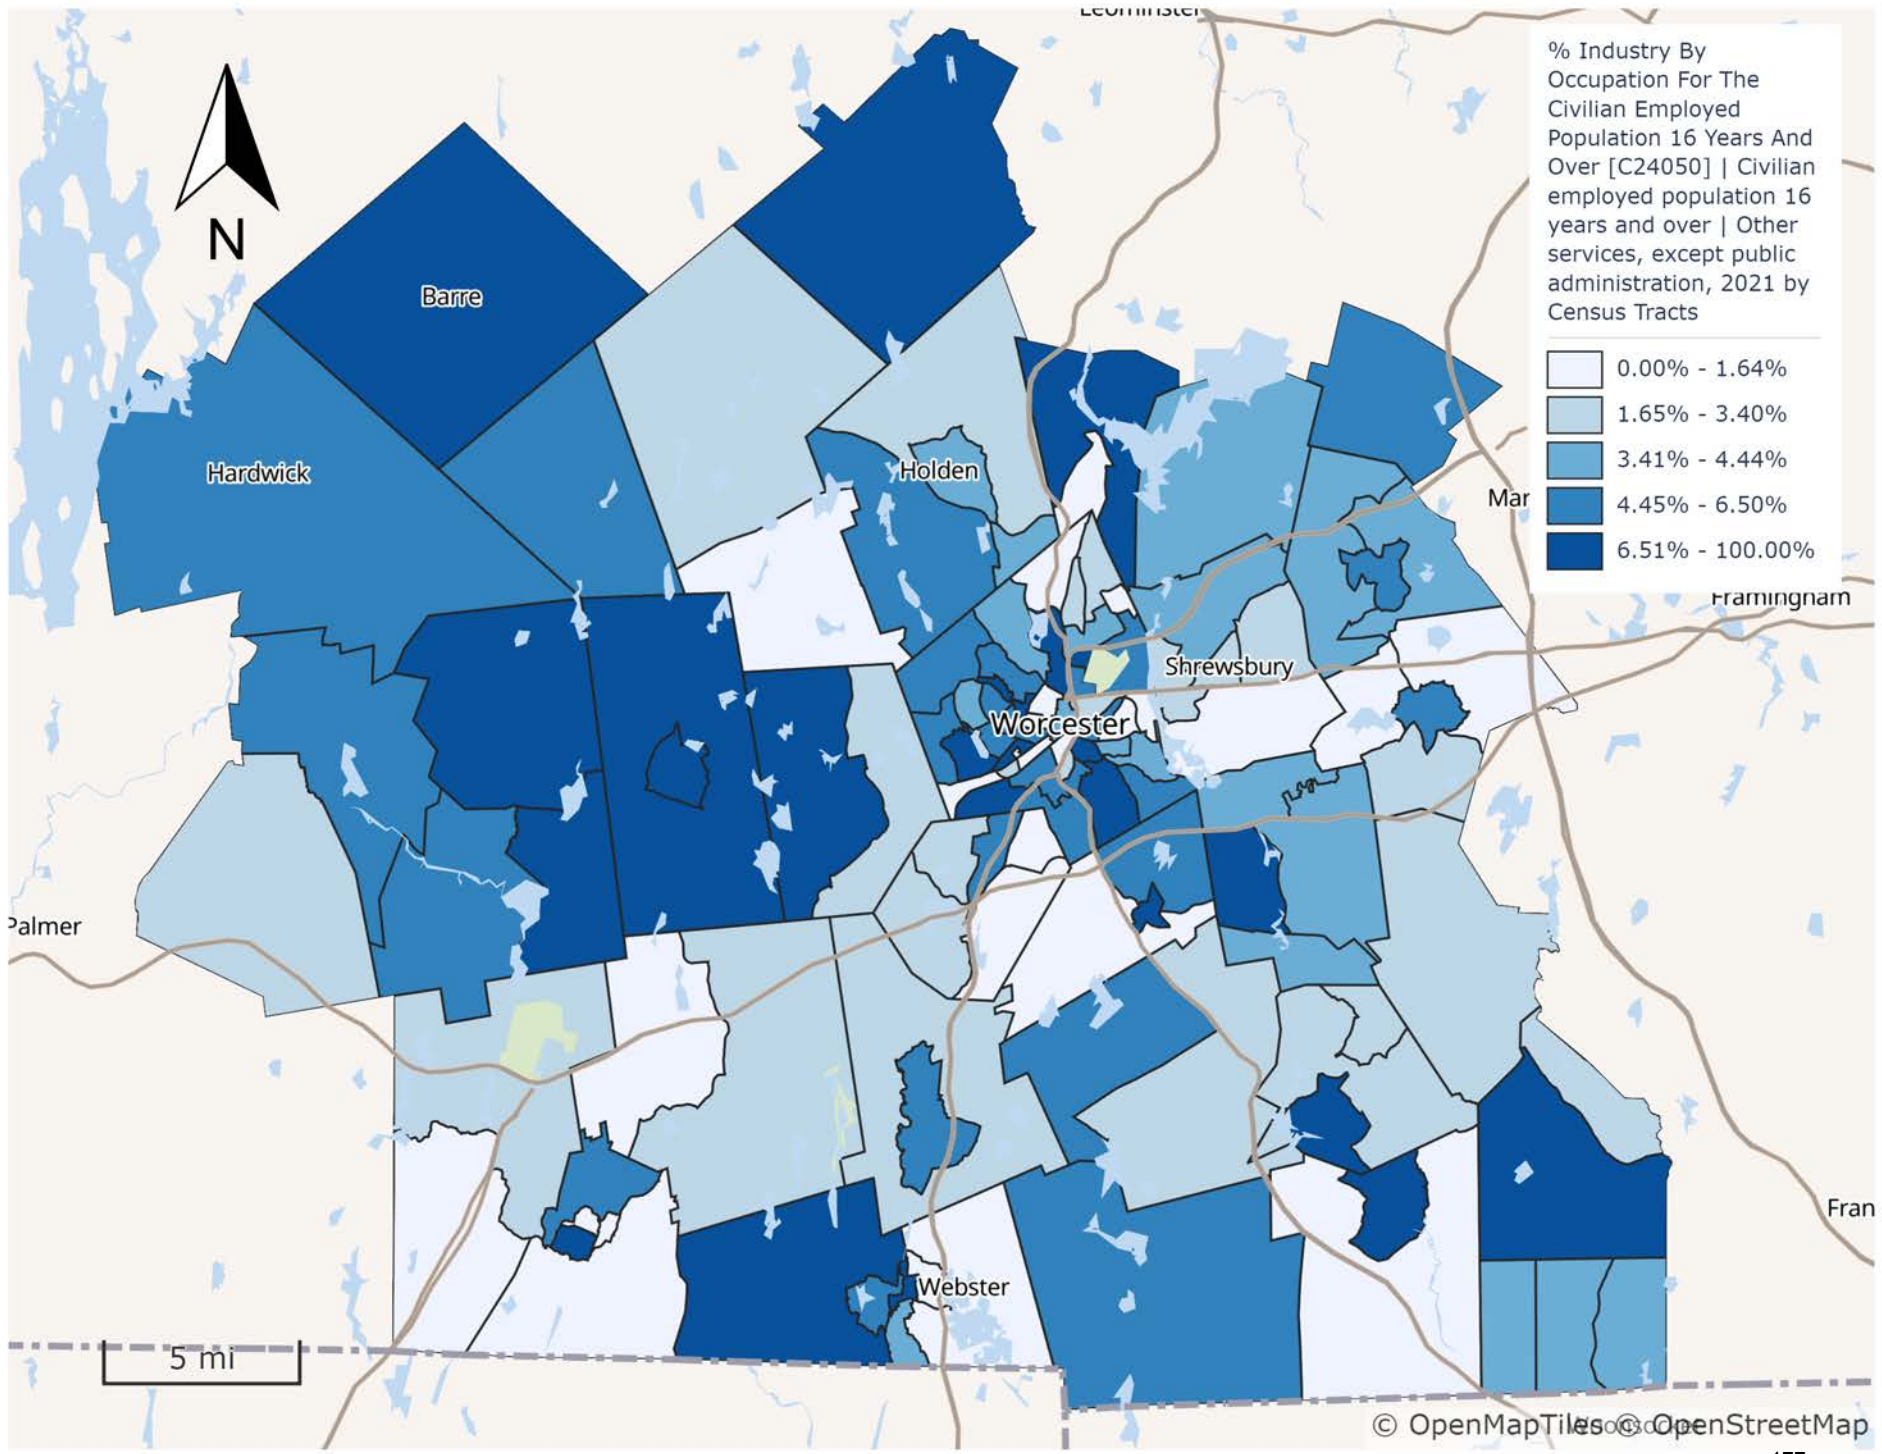 Leominster
% Industry By
Occupation For The
Civilian Employed
Population 16 Years And
Over [C24050] | Civilian
employed population 16
years and over | Other
services, except public
administration, 2021 by
Census Tracts
0.00% - 1.64%
1.65% - 3.40%
3.41% - 4.44%
4.45% - 6.50%
6.51% - 100.00%
N
Barre
Hardwick
Holden
Mar
Framingham
Shrewsbury
Worcester
Palmer
Fran
Webster
5 mi
© OpenMapTiles © OpenStreetMap